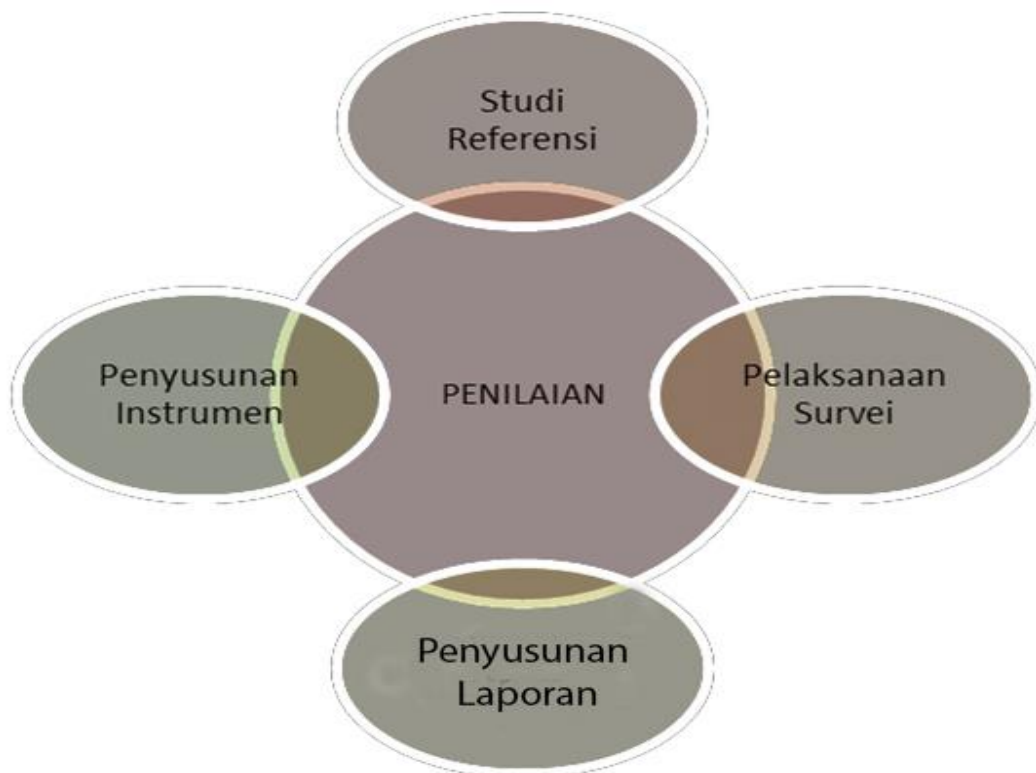 Studi
Referensi
Penyusunan
Instrumen
PENILAIAN
Pelaksanaan
Survei
Penyusunan
Laporan